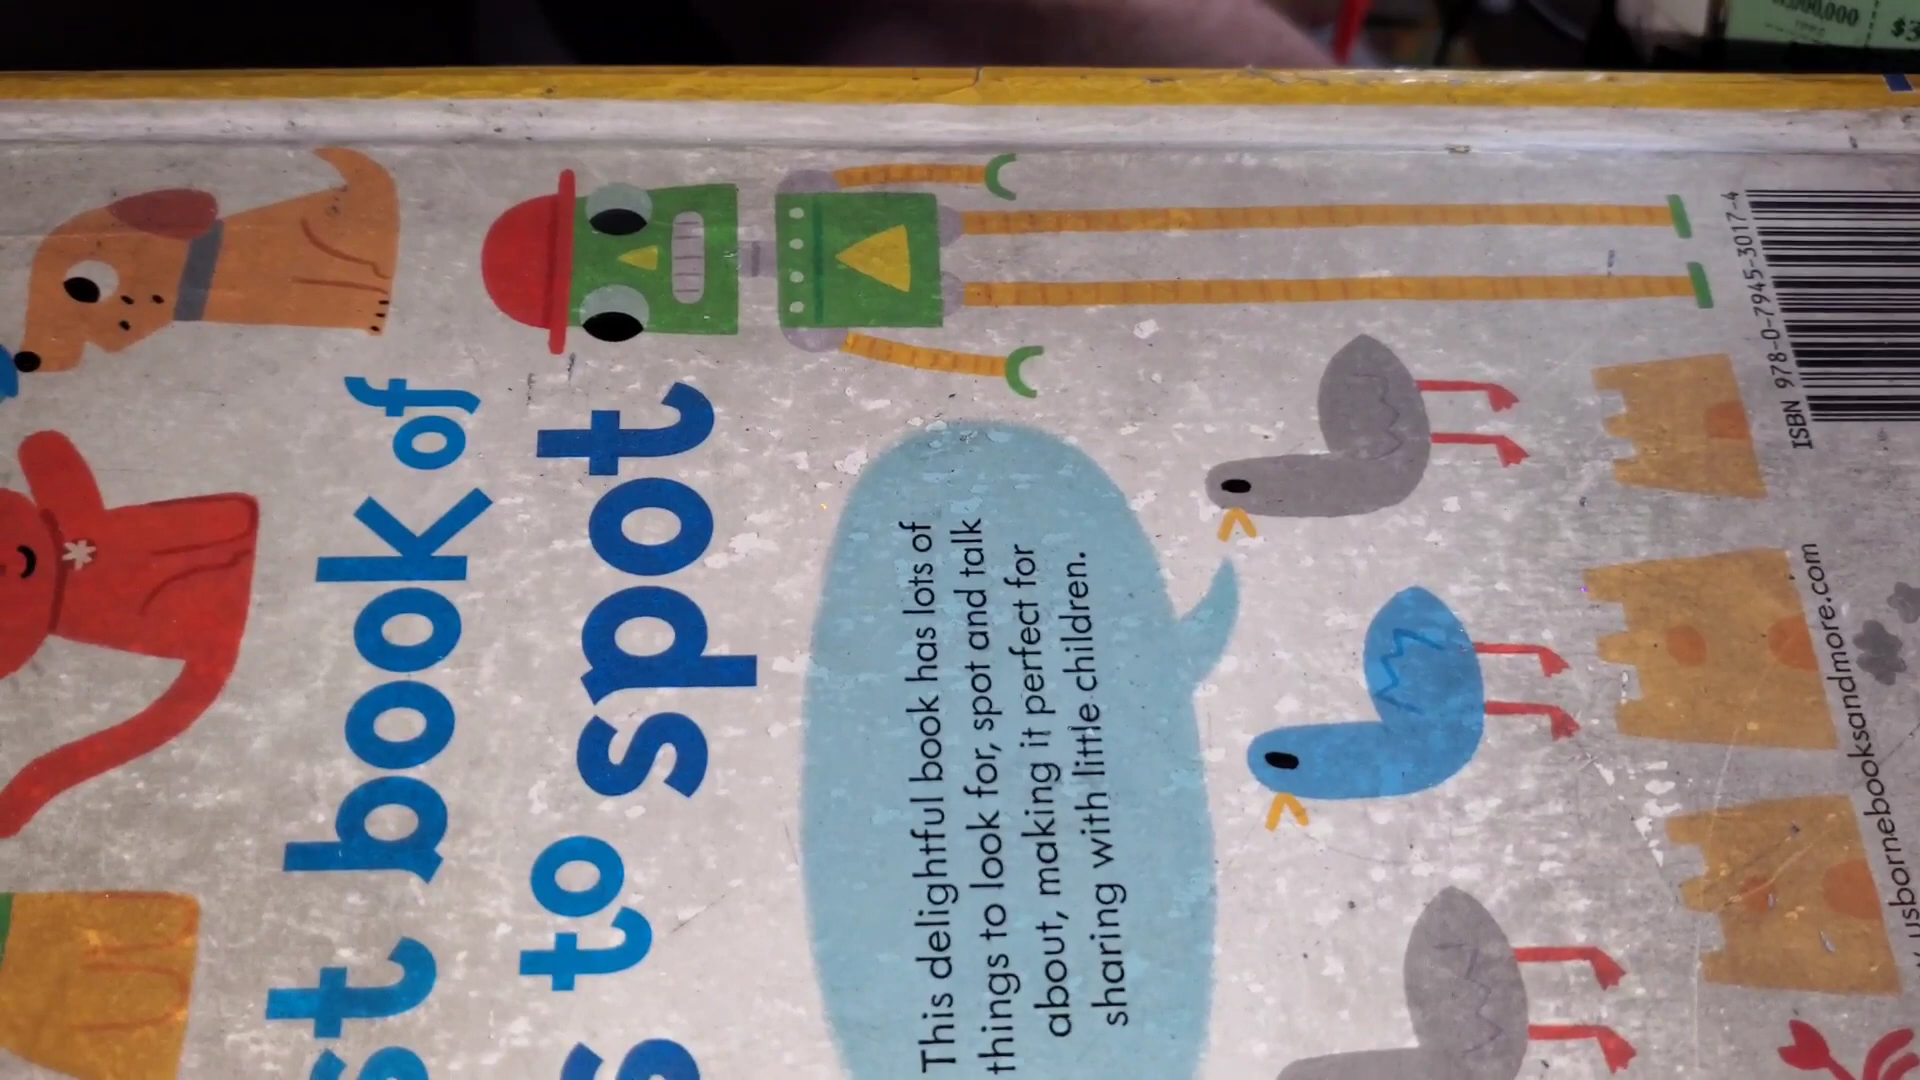 st book of
s to spot
This delightful book has lots of
things to look for, spot and talk
about, making it perfect for
sharing with little children.
ISBN 978-0-7945-3017-4
usbornebooksandmore.com
$3